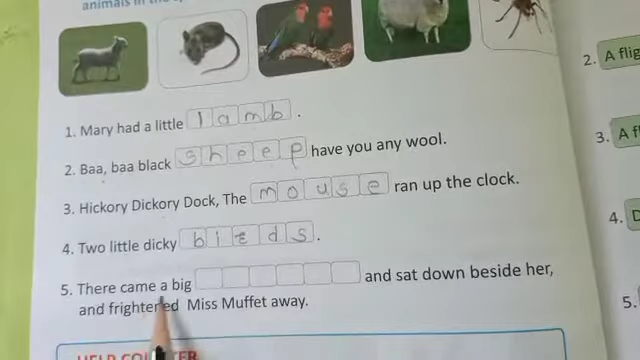 animals in the
1. Mary had a little lamb .
2. Baa, baa black sheep have you any wool.
3. Hickory Dickory Dock, The mouse ran up the clock.
4. Two little dicky birds .
5. There came a big and sat down beside her,
and frightened Miss Muffet away.
2. A flig
3. A f
4. D
5.